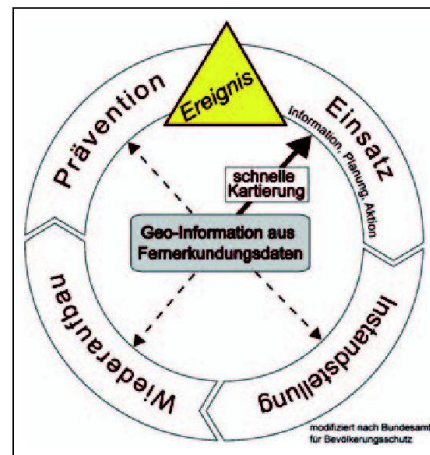 Ereignis
Prävention
Einsatz
Information, Planung, Aktion
schnelle
Kartierung
Geo-Information aus
Fernerkundungsdaten
Wiederaufbau
Instandstellung
modifiziert nach Bundesamt
für Bevölkerungsschutz